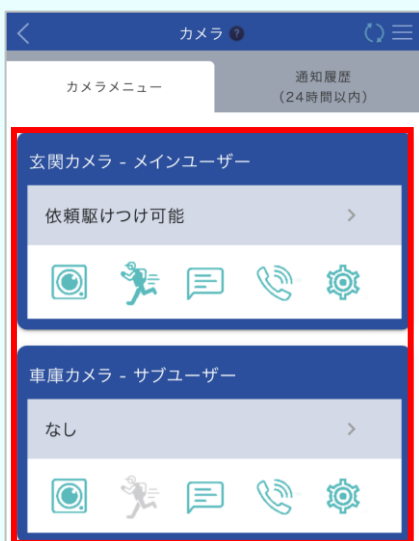 カメラ ?
カメラメニュー
通知履歴
(24時間以内)
玄関カメラ - メインユーザー
依頼駆けつけ可能
車庫カメラ - サブユーザー
なし